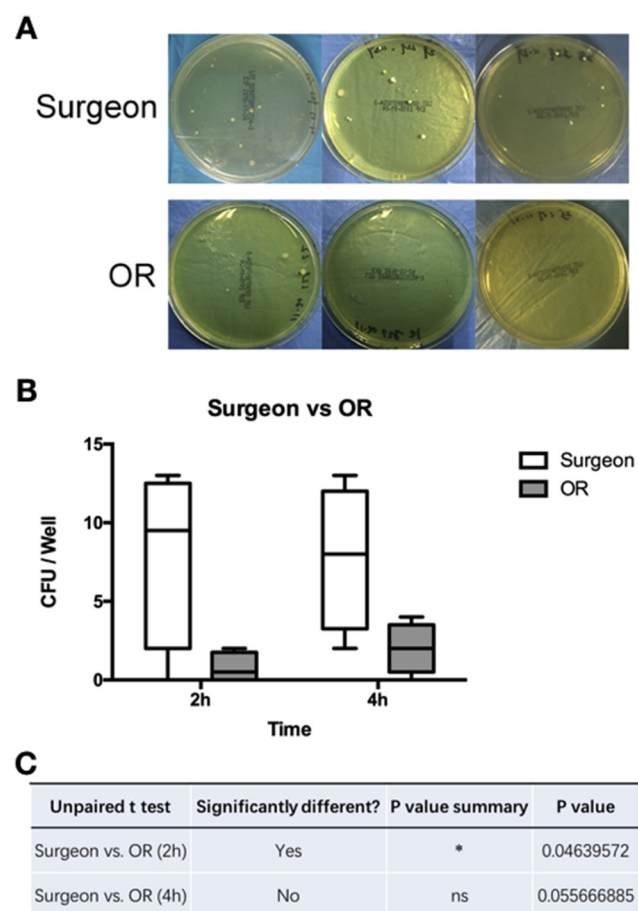 A
Surgeon
OR
B
Surgeon vs OR
15
10
5
0
CFU / Well
2h
4h
Time
Surgeon
OR
C
Unpaired t test Significantly different? P value summary P value
Surgeon vs. OR (2h) Yes * 0.04639572
Surgeon vs. OR (4h) No ns 0.055666885